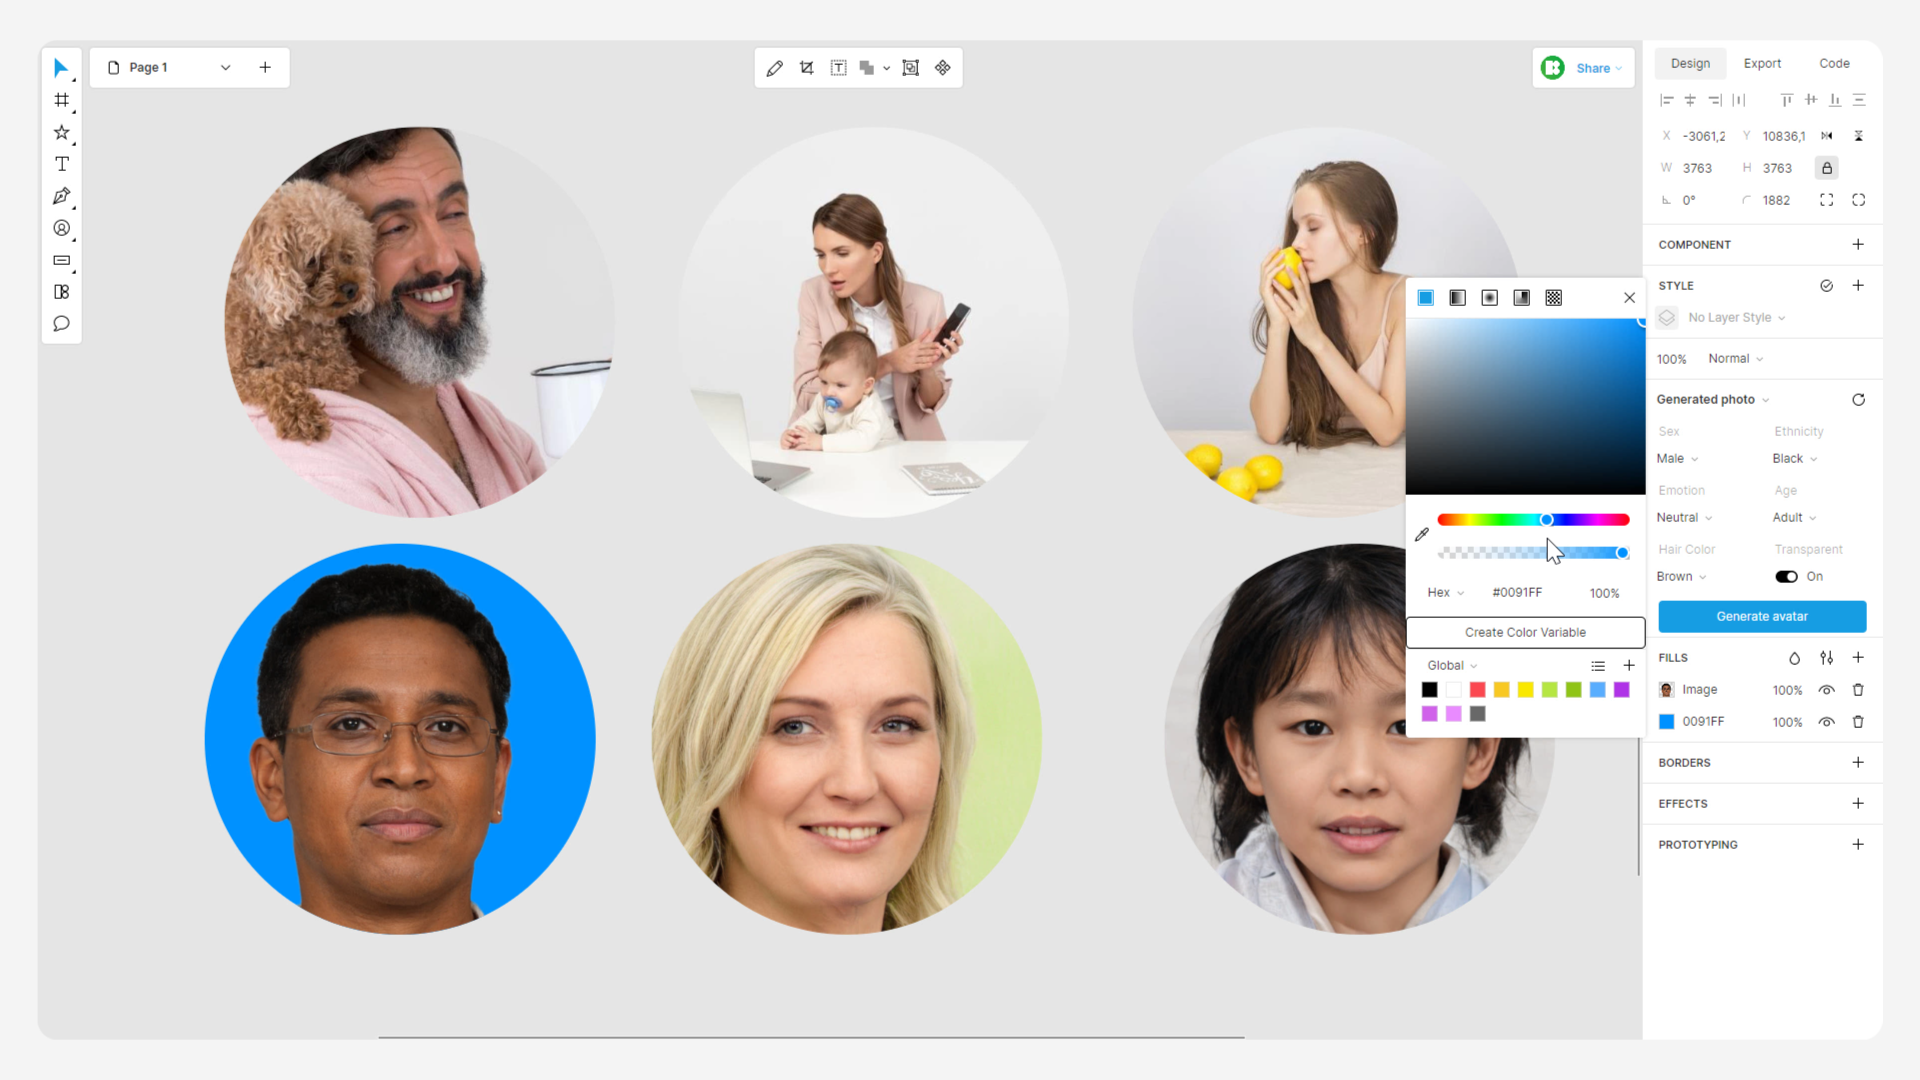 Page 1
Share
Design Export Code
X -3061,2 Y 10836,1
W 3763 H 3763
0° 1882
COMPONENT
STYLE
No Layer Style
100% Normal
Generated photo
Sex Ethnicity
Male Black
Emotion Age
Neutral Adult
Hair Color Transparent
Brown On
Generate avatar
FILLS
Image 100%
0091FF 100%
BORDERS
EFFECTS
PROTOTYPING
Hex #0091FF 100%
Create Color Variable
Global